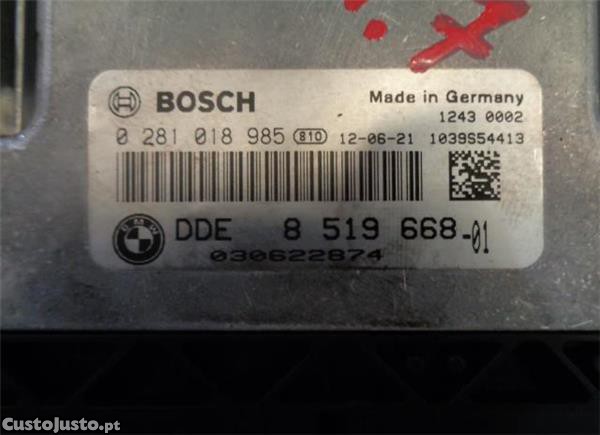 BOSCH
Made in Germany
1243 0002
0 281 018 985 810 12-06-21 1039S54413
BMW
DDE 8 519 668-01
030622874
CustoJusto.pt